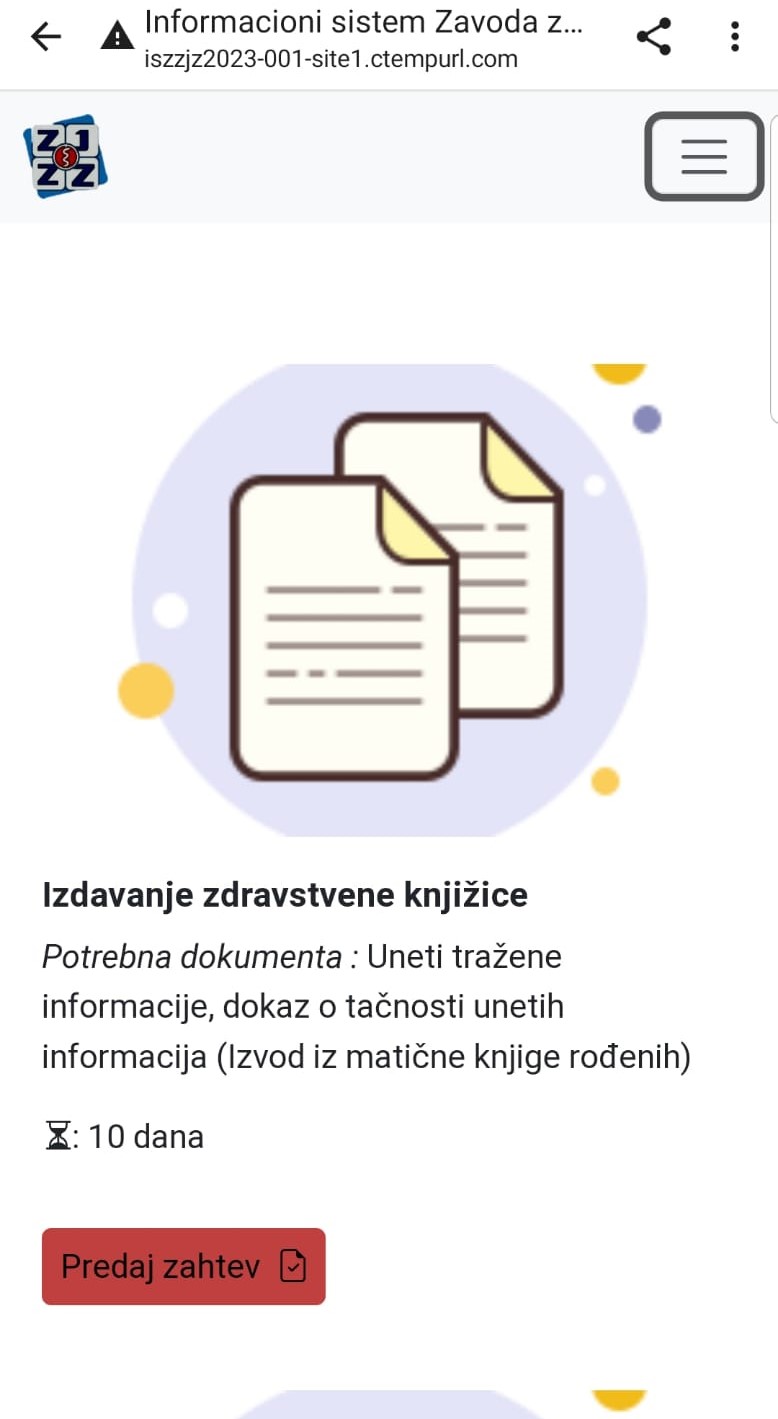 Informacioni sistem Zavoda z...
iszzjz2023-001-site1.ctempurl.com
Z J
Z Z
Izdavanje zdravstvene knjižice
Potrebna dokumenta : Uneti tražene
informacije, dokaz o tačnosti unetih
informacija (Izvod iz matične knjige rođenih)
: 10 dana
Predaj zahtev